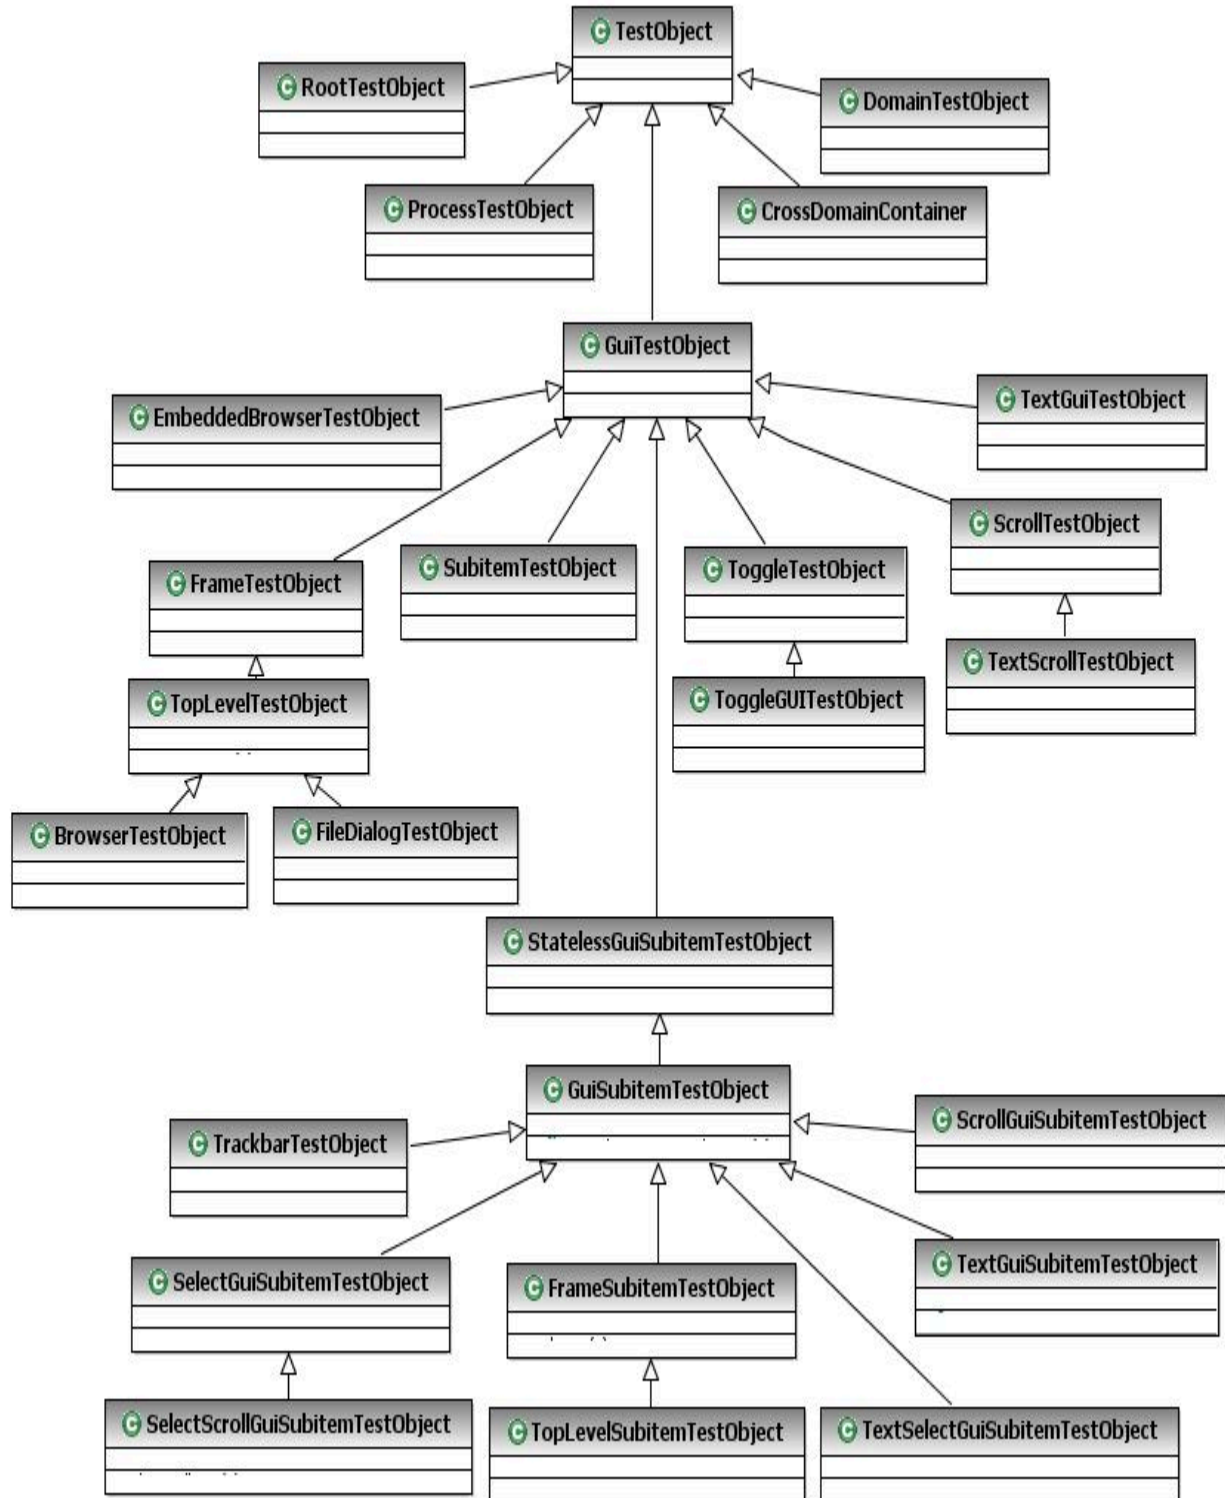 TestObject
RootTestObject
DomainTestObject
ProcessTestObject
CrossDomainContainer
GuiTestObject
EmbeddedBrowserTestObject
TextGuiTestObject
ScrollTestObject
FrameTestObject
SubitemTestObject
ToggleTestObject
TextScrollTestObject
TopLevelTestObject
ToggleGUITestObject
BrowserTestObject
FileDialogTestObject
StatelessGuiSubitemTestObject
GuiSubitemTestObject
TrackbarTestObject
ScrollGuiSubitemTestObject
SelectGuiSubitemTestObject
FrameSubitemTestObject
TextGuiSubitemTestObject
SelectScrollGuiSubitemTestObject
TopLevelSubitemTestObject
TextSelectGuiSubitemTestObject